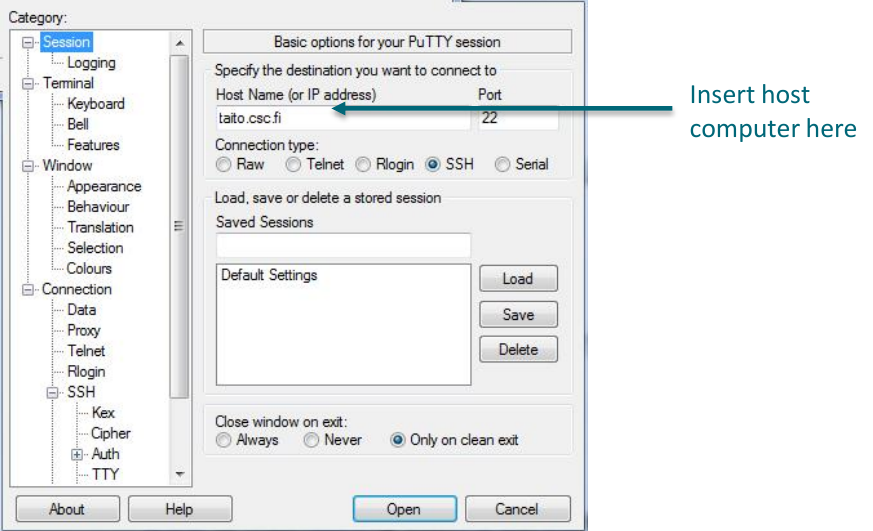 Category:
Session
Logging
Terminal
Keyboard
Bell
Features
Window
Appearance
Behaviour
Translation
Selection
Colours
Connection
Data
Proxy
Telnet
Rlogin
SSH
Kex
Cipher
Auth
TTY
Basic options for your PuTTY session
Specify the destination you want to connect to
Host Name (or IP address) Port
taito.csc.fi 22
Connection type:
Raw Telnet Rlogin SSH Serial
Load, save or delete a stored session
Saved Sessions
Default Settings
Load
Save
Delete
Close window on exit:
Always Never Only on clean exit
About Help Open Cancel
Insert host
computer here